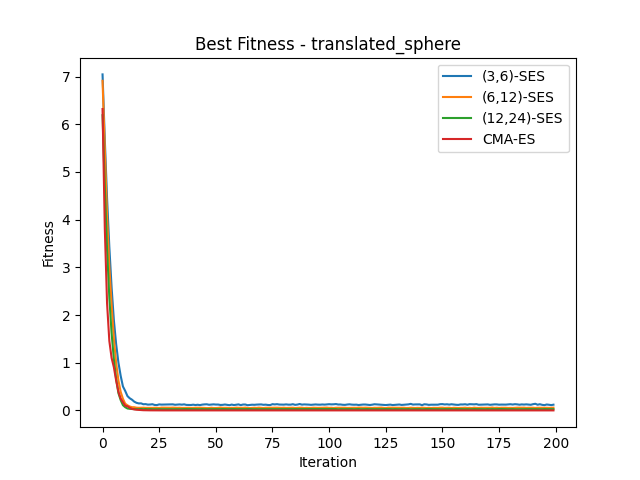 Best Fitness - translated_sphere
7
6
5
4
3
2
1
0
Fitness
(3,6)-SES
(6,12)-SES
(12,24)-SES
CMA-ES
0 25 50 75 100 125 150 175 200
Iteration